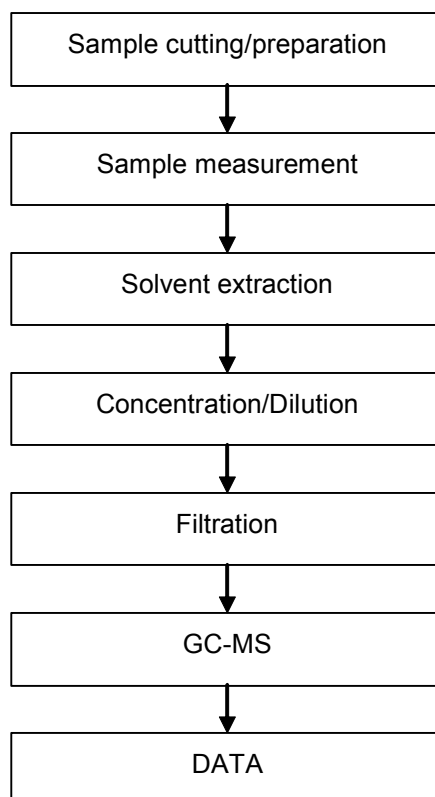 Sample cutting/preparation
Sample measurement
Solvent extraction
Concentration/Dilution
Filtration
GC-MS
DATA